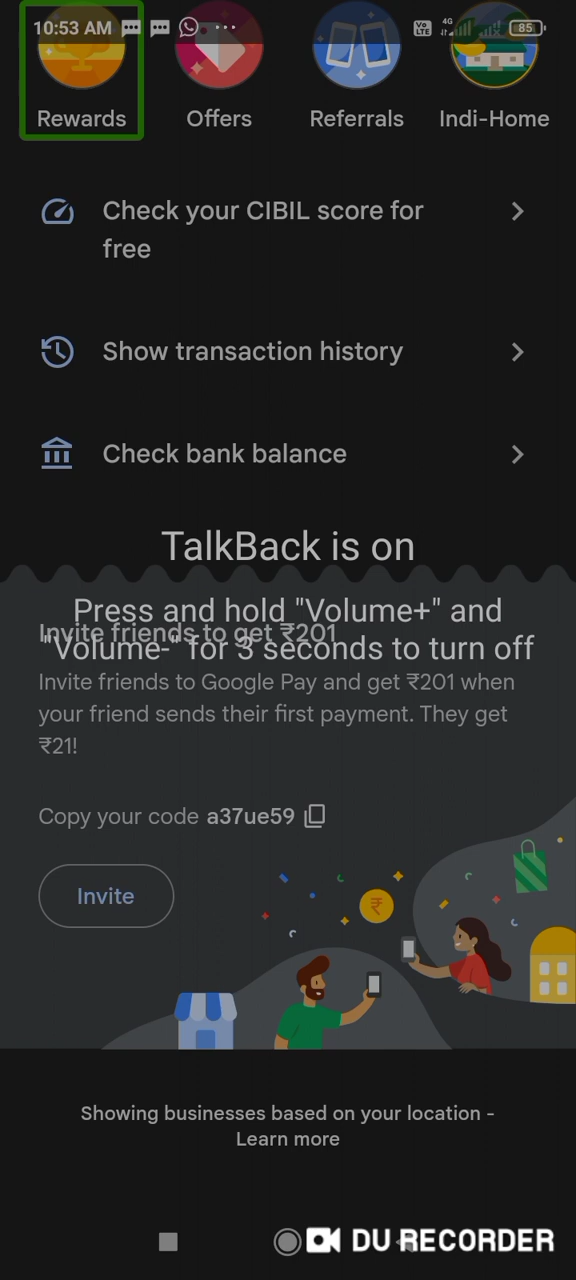 10:53 AM ... Vo LTE 4G 85
Rewards Offers Referrals Indi-Home
Check your CIBIL score for
free
Show transaction history
Check bank balance
TalkBack is on
Press and hold "Volume+" and
Invite friends to get ₹201
"Volume-" for 3 seconds to turn off
Invite friends to Google Pay and get ₹201 when
your friend sends their first payment. They get
₹21!
Copy your code a37ue59
Invite
Showing businesses based on your location -
Learn more
DU RECORDER